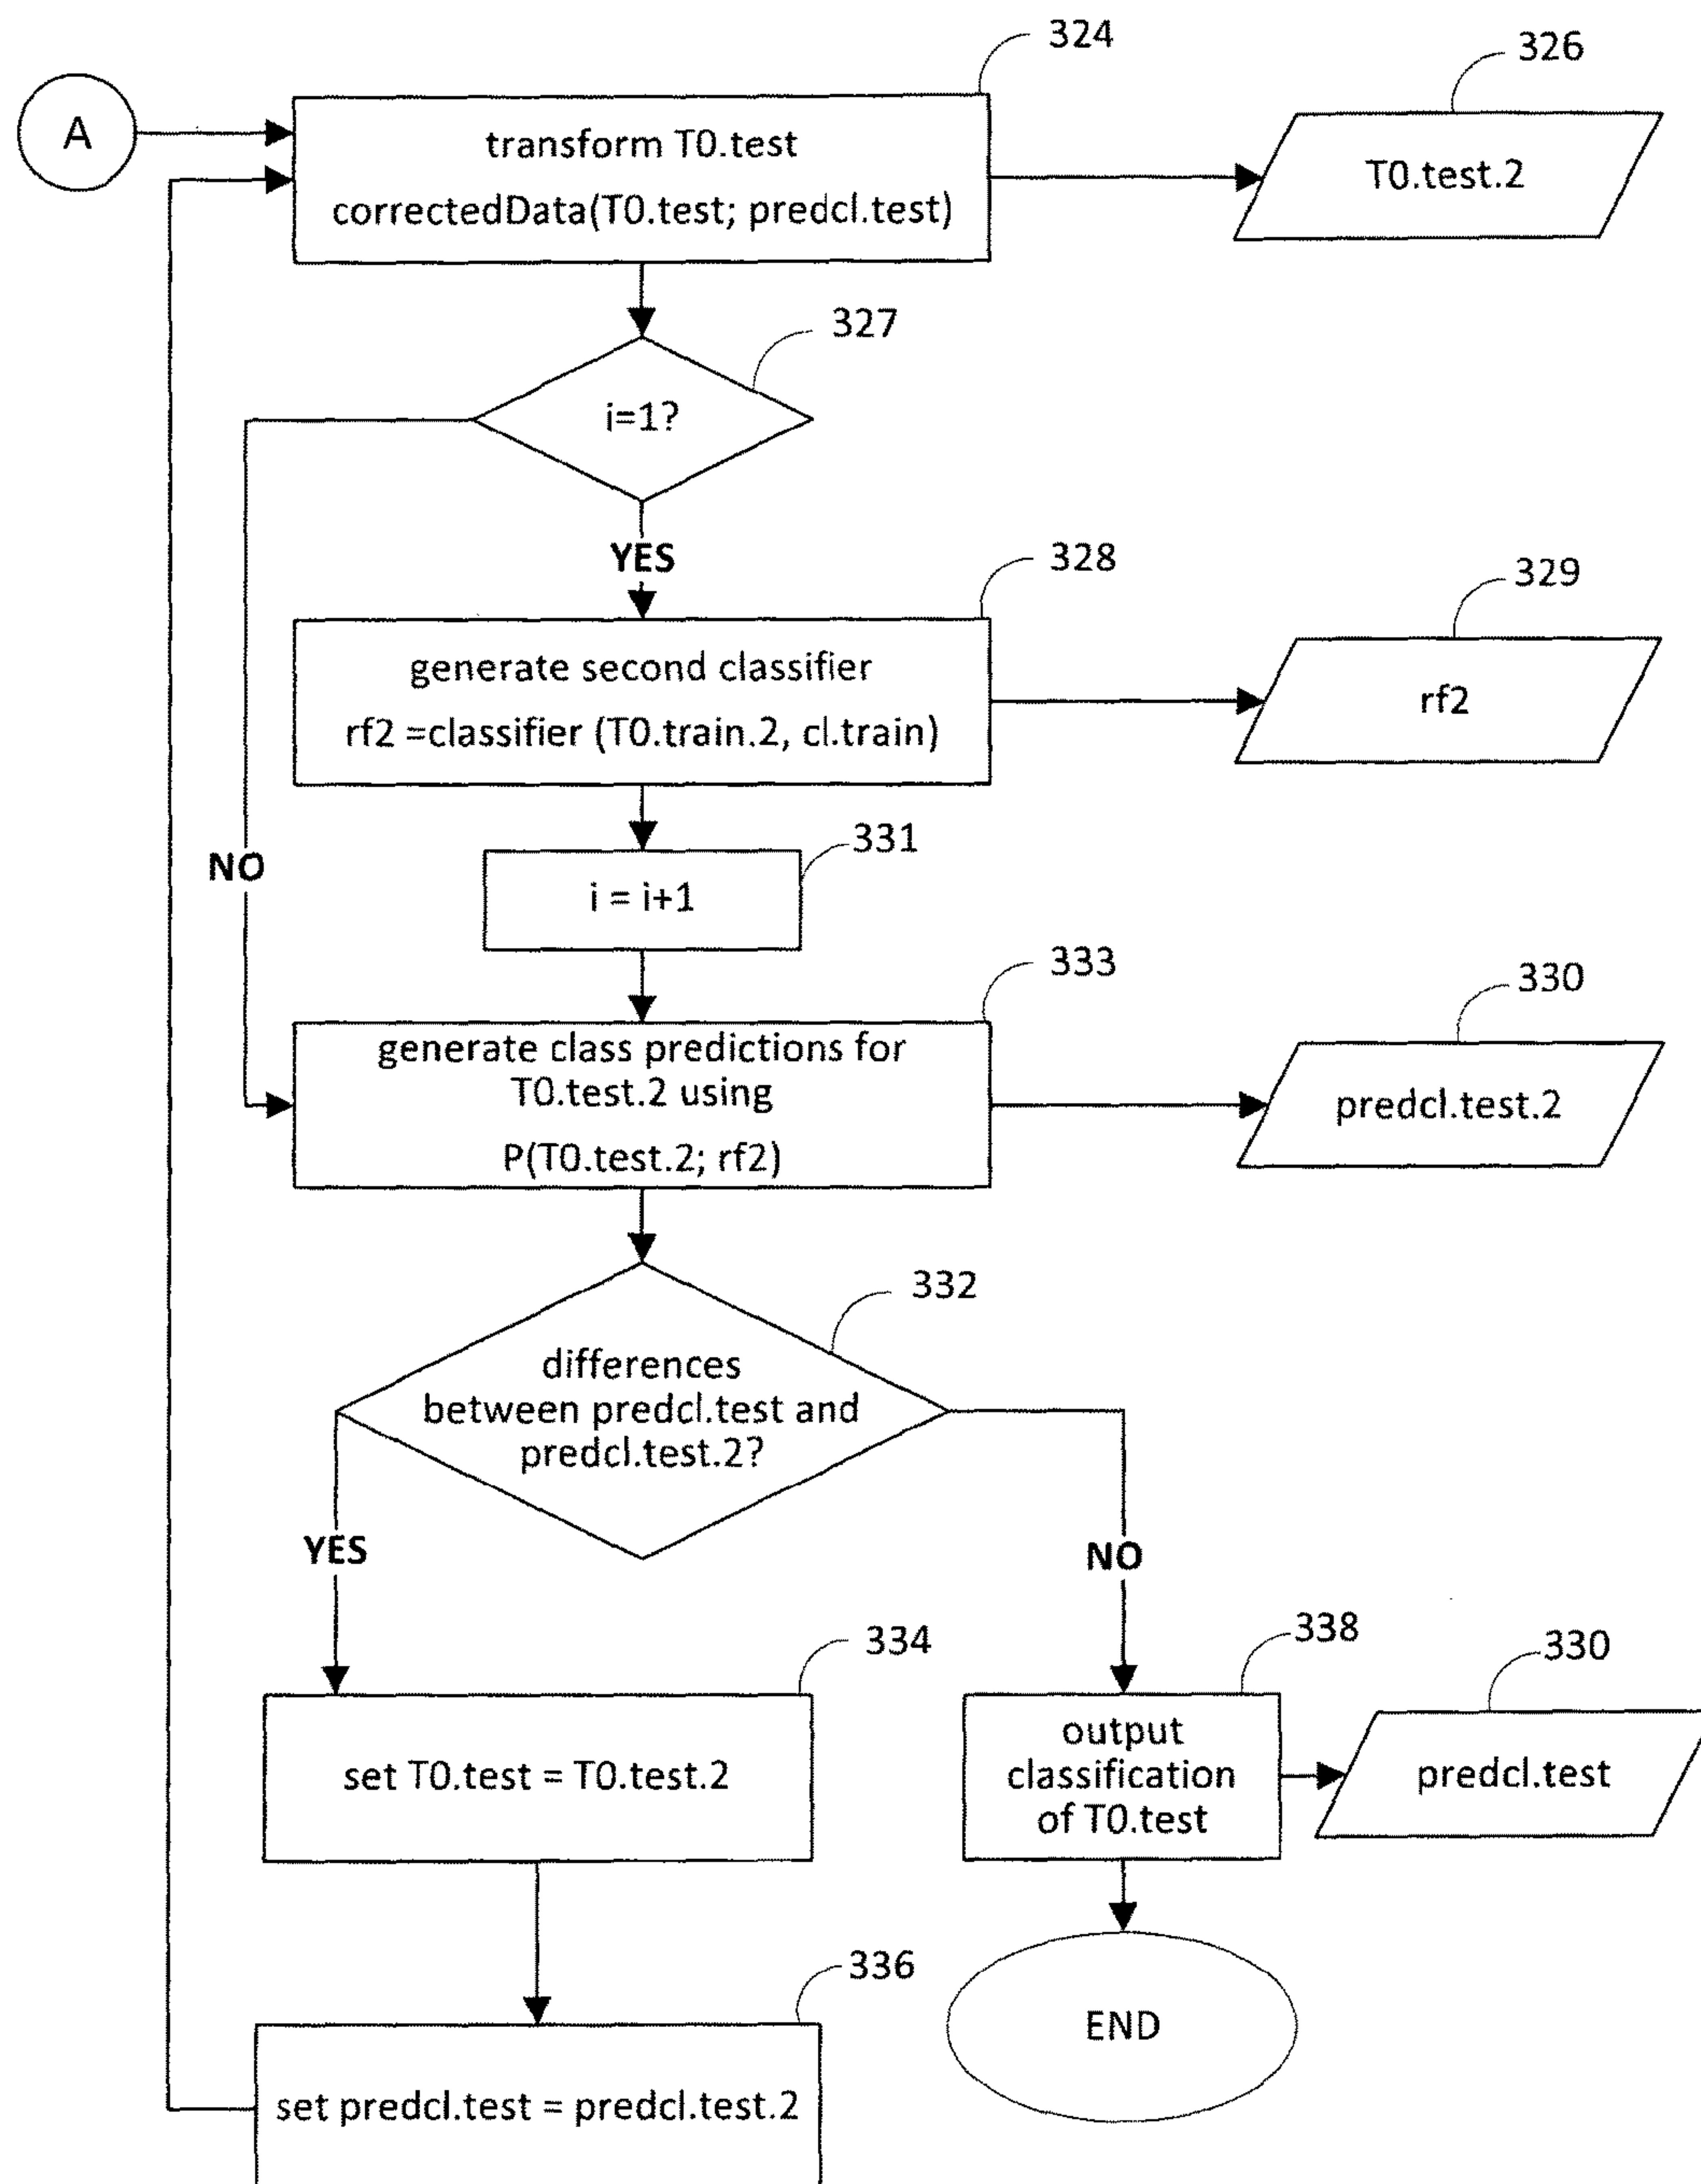 324
326
A
transform T0.test
correctedData(T0.test; predcl.test)
T0.test.2
327
i=1?
YES
328
329
generate second classifier
rf2 =classifier (T0.train.2, cl.train)
rf2
331
NO
i = i+1
333
330
generate class predictions for
T0.test.2 using
P(T0.test.2; rf2)
predcl.test.2
332
differences
between predcl.test and
predcl.test.2?
YES
NO
334
338
330
set T0.test = T0.test.2
output
classification
of T0.test
predcl.test
336
END
set predcl.test = predcl.test.2